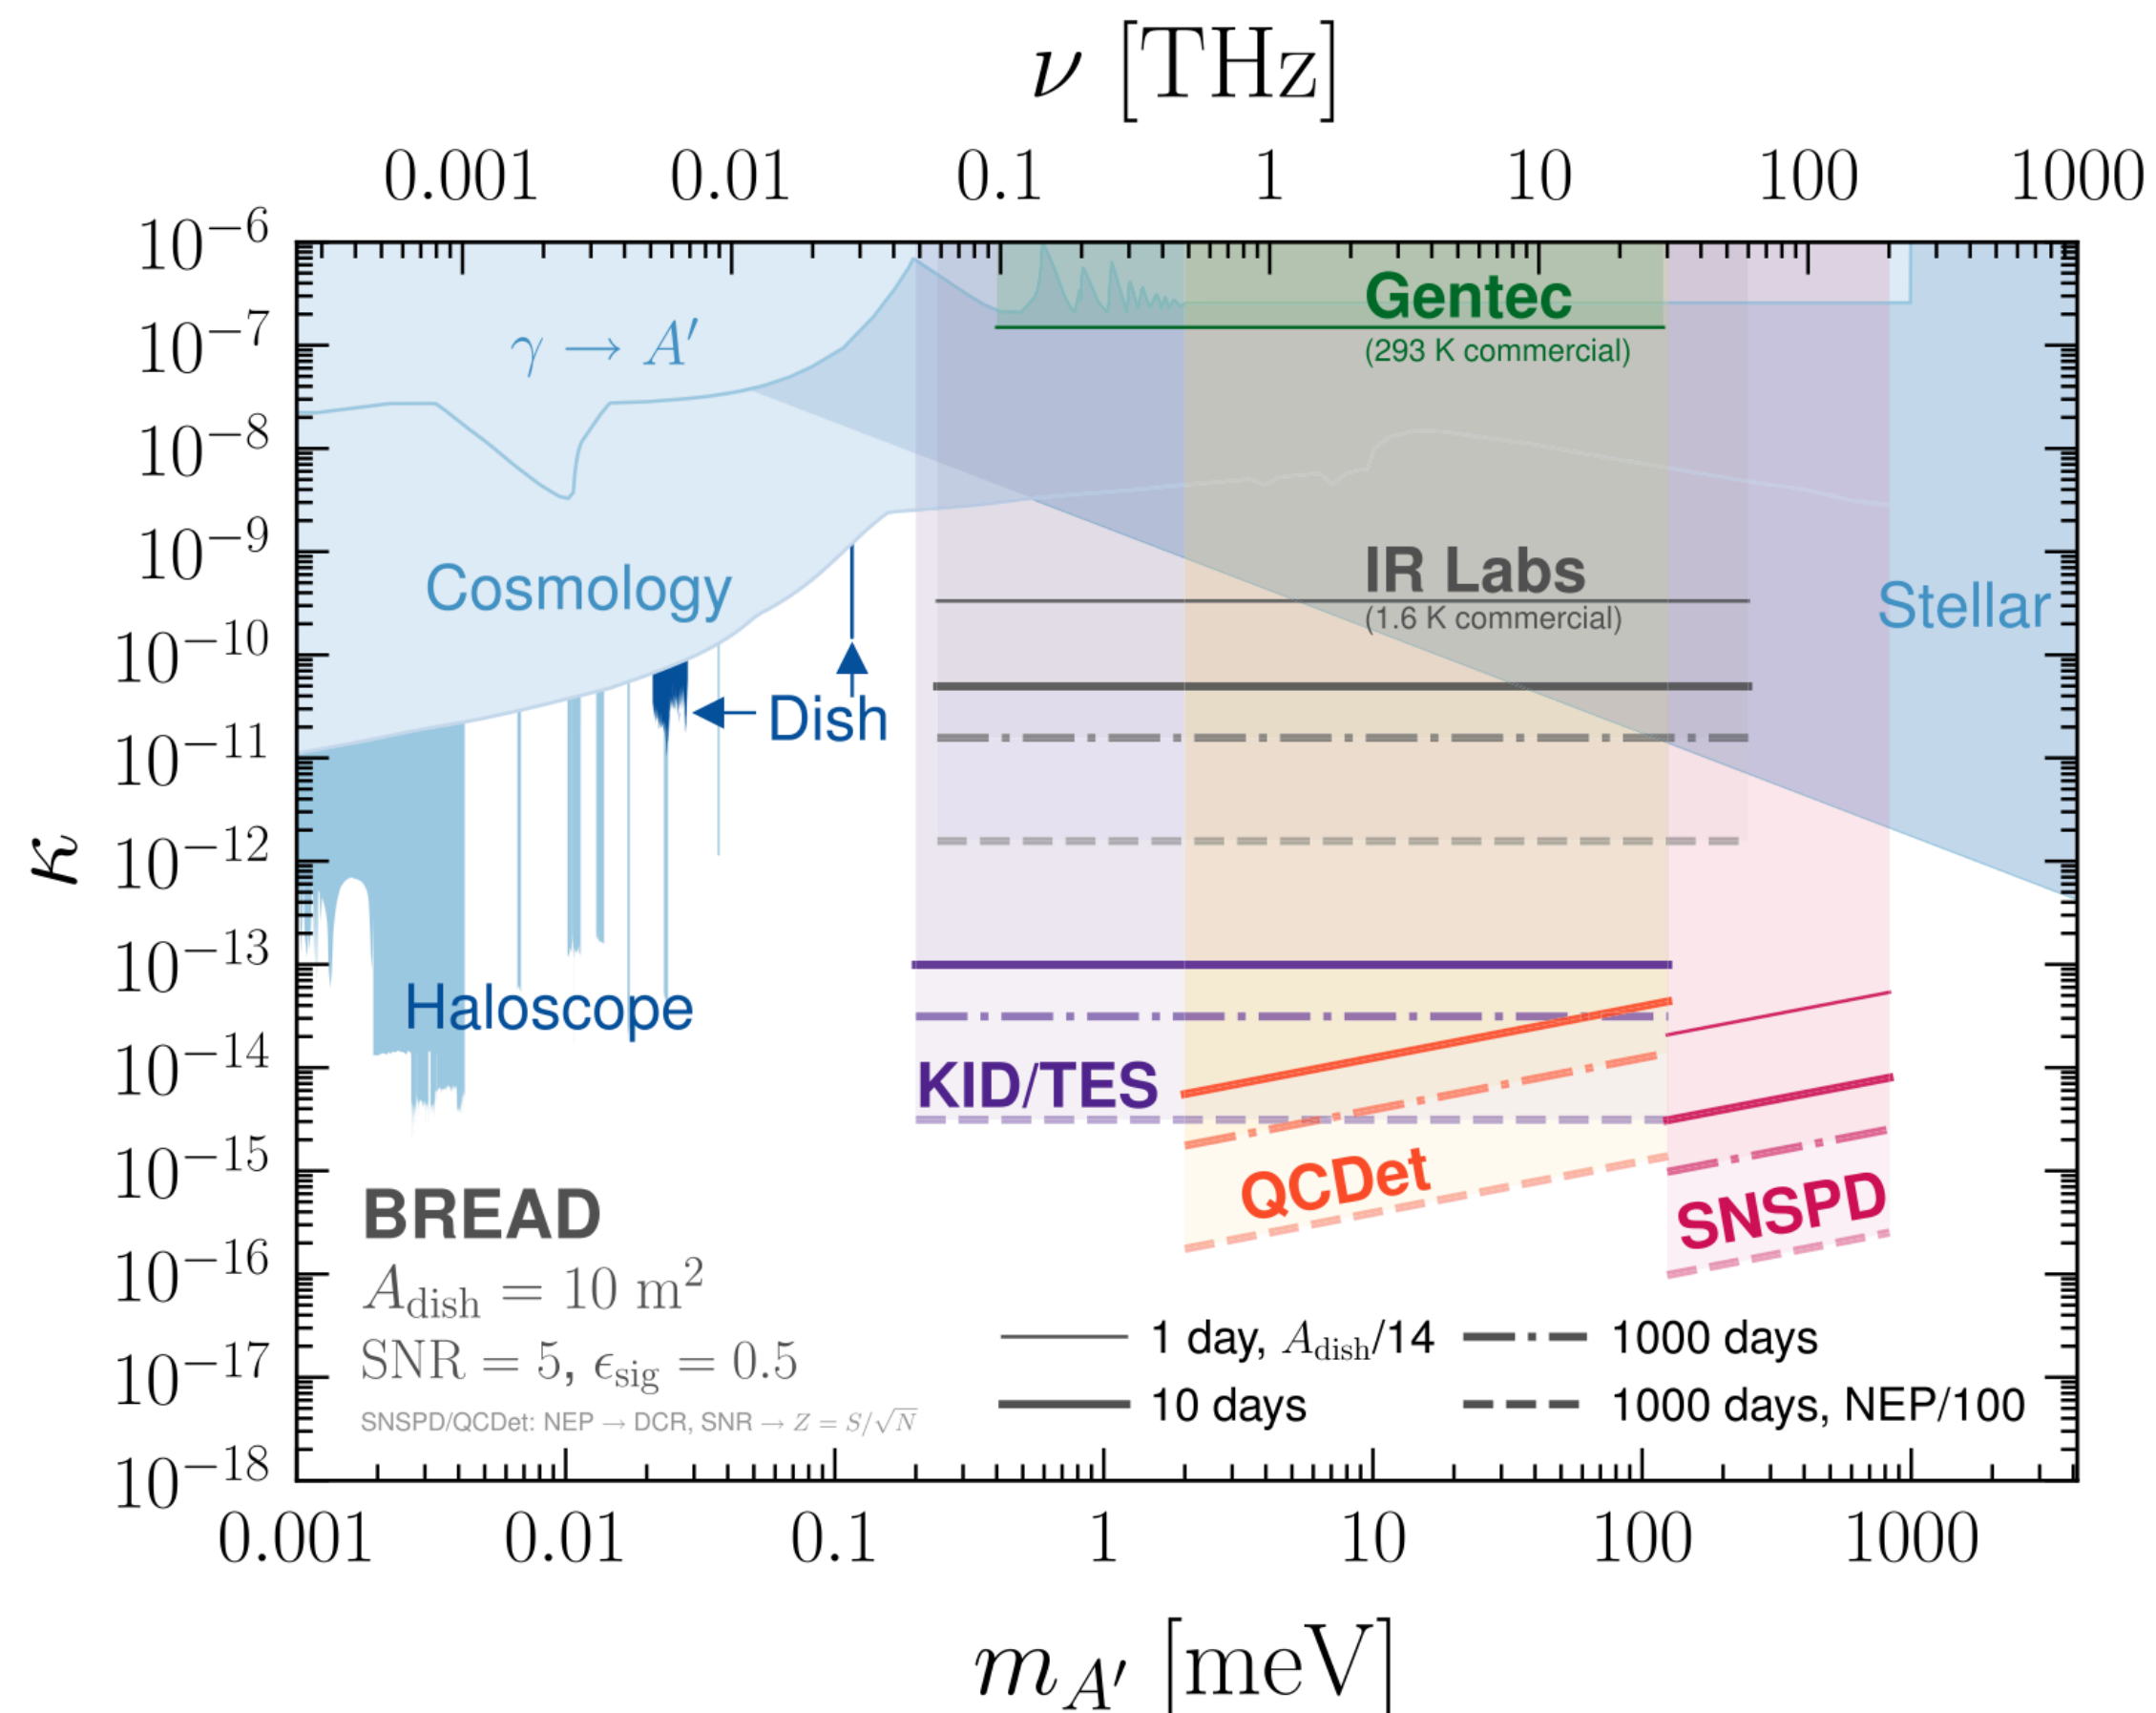 ν [THz]
0.001 0.01 0.1 1 10 100 1000
10⁻⁶
10⁻⁷
10⁻⁸
10⁻⁹
10⁻¹⁰
10⁻¹¹
10⁻¹²
10⁻¹³
10⁻¹⁴
10⁻¹⁵
10⁻¹⁶
10⁻¹⁷
10⁻¹⁸
κ
γ → A′
Gentec
(293 K commercial)
Cosmology
IR Labs
(1.6 K commercial)
Stellar
Dish
Haloscope
KID/TES
QCDet
SNSPD
BREAD
A_dish = 10 m²
SNR = 5, ϵ_sig = 0.5
SNSPD/QCDet: NEP → DCR, SNR → Z = S/√N
1 day, A_dish/14
10 days
1000 days
1000 days, NEP/100
0.001 0.01 0.1 1 10 100 1000
m_A′ [meV]